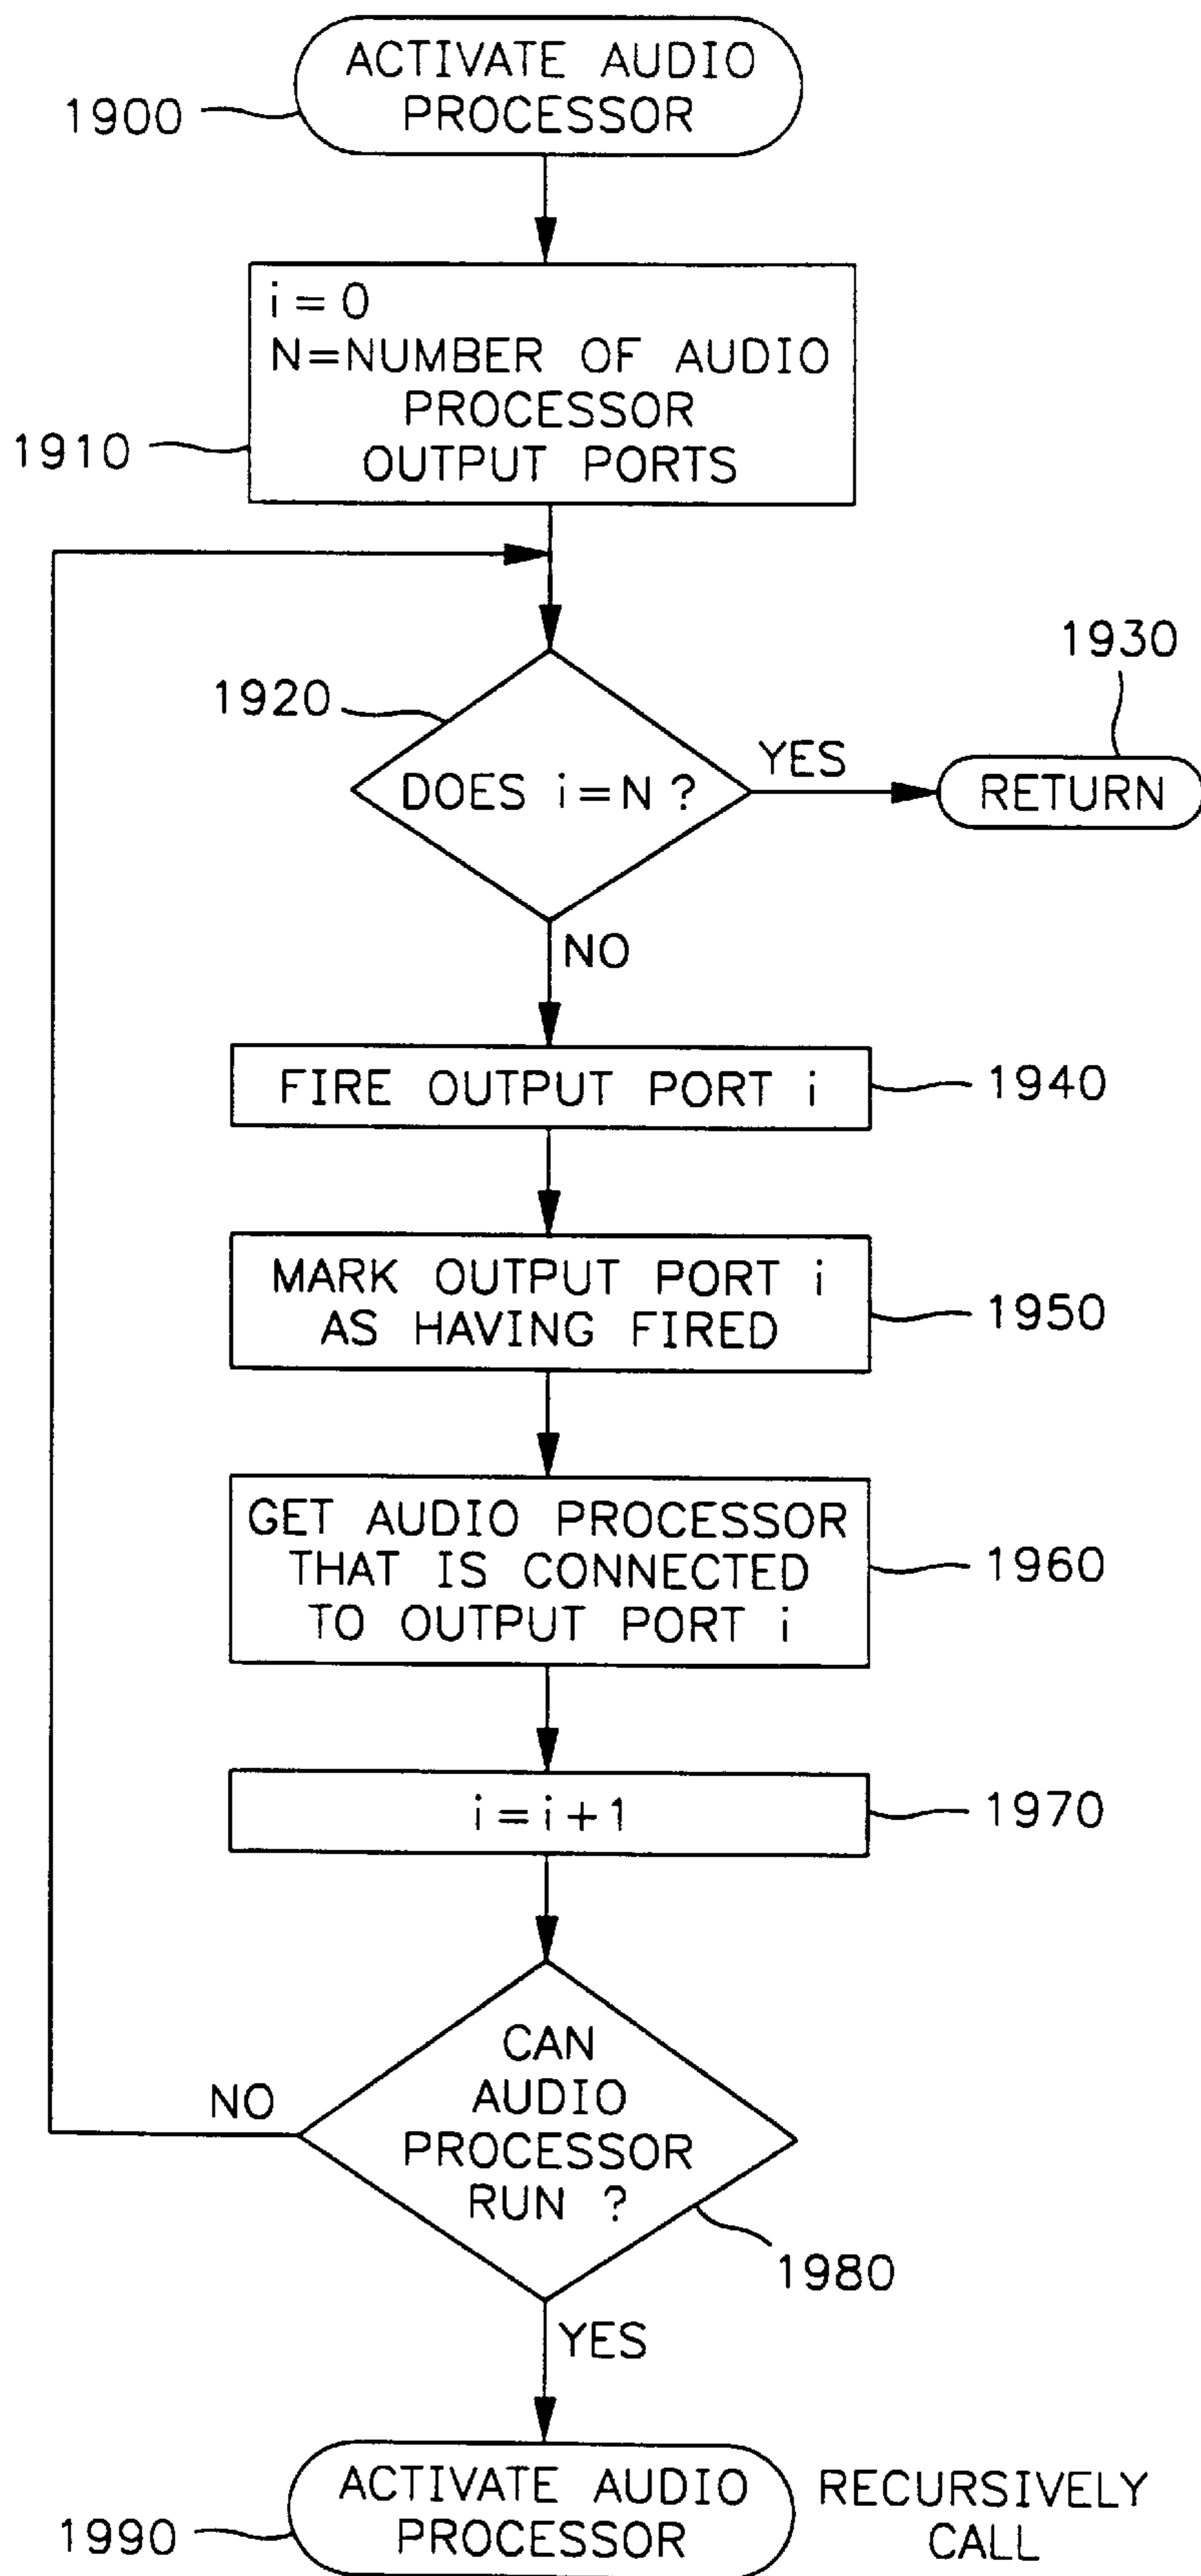 ACTIVATE AUDIO
PROCESSOR
1900
i = 0
N=NUMBER OF AUDIO
PROCESSOR
OUTPUT PORTS
1910
1920
DOES i=N ?
YES
1930
RETURN
NO
FIRE OUTPUT PORT i
1940
MARK OUTPUT PORT i
AS HAVING FIRED
1950
GET AUDIO PROCESSOR
THAT IS CONNECTED
TO OUTPUT PORT i
1960
i = i + 1
1970
CAN
AUDIO
PROCESSOR
RUN ?
NO
1980
YES
ACTIVATE AUDIO
PROCESSOR
1990
RECURSIVELY
CALL